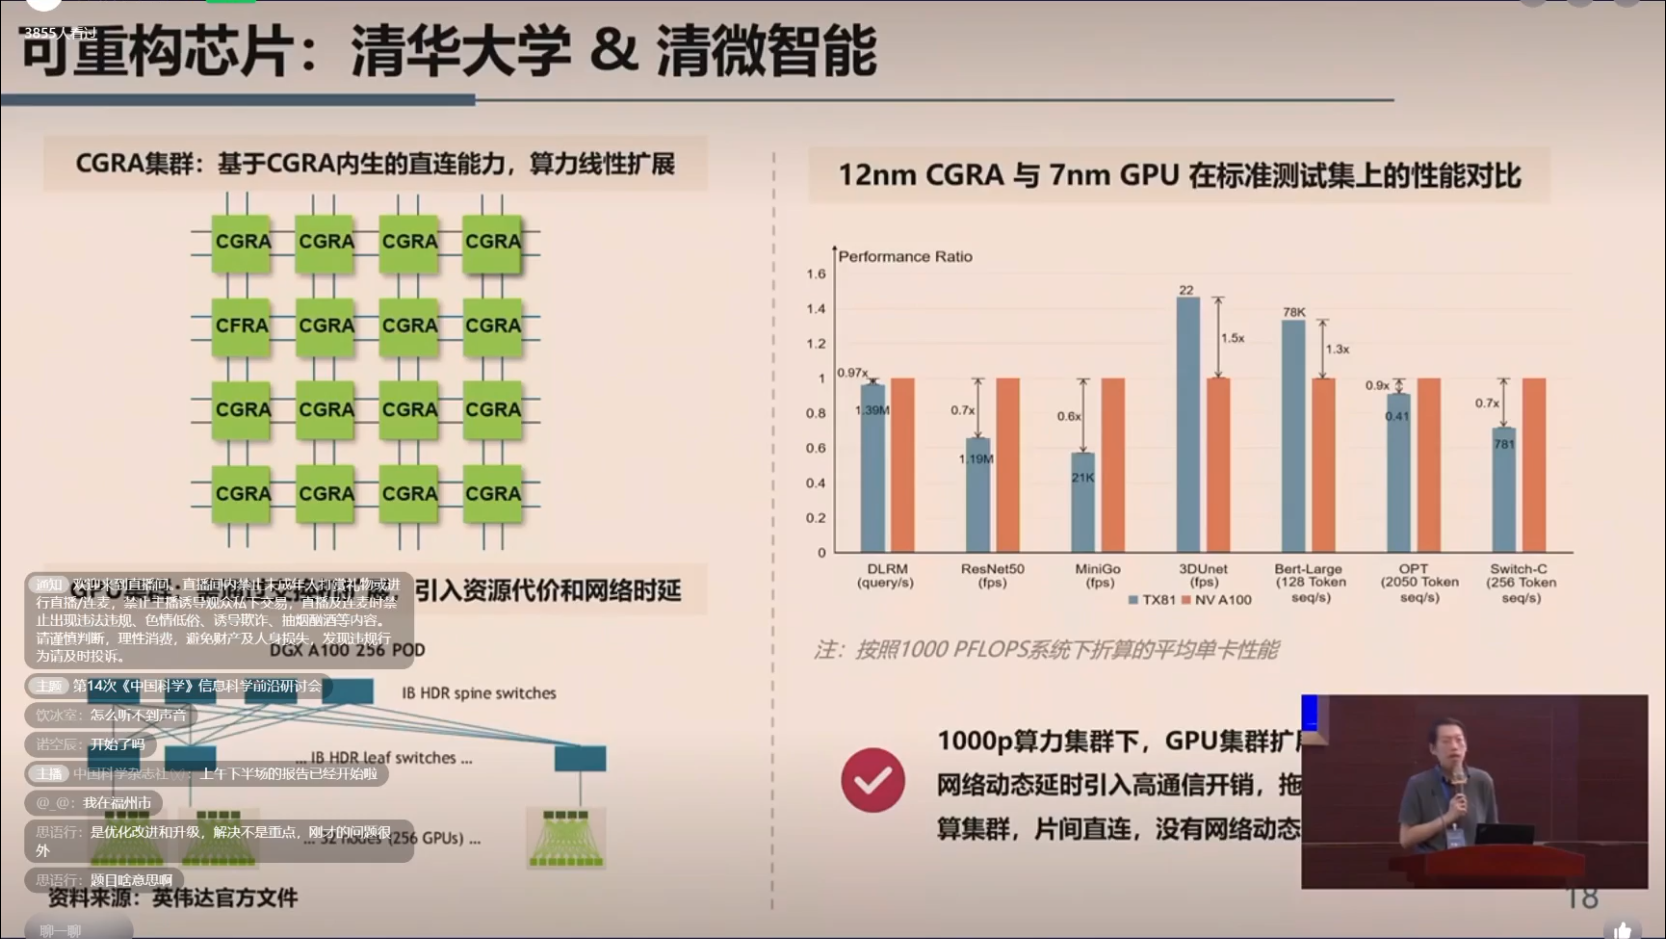 3855人看过
可重构芯片：清华大学 & 清微智能
CGRA集群：基于CGRA内生的直连能力，算力线性扩展
CGRA CGRA CGRA CGRA
CFRA CGRA CGRA CGRA
CGRA CGRA CGRA CGRA
CGRA CGRA CGRA CGRA
引入资源代价和网络时延
DGX A100 256 POD
IB HDR spine switches
... IB HDR leaf switches ...
... 32 nodes (256 GPUs) ...
资料来源：英伟达官方文件
通知 欢迎来到直播间，直播间内禁止未成年人打赏礼物或进
行直播/连麦，禁止主播诱导观众私下交易，直播及连麦时禁
止出现违法违规、色情低俗、诱导欺诈、抽烟酗酒等内容。
请谨慎判断，理性消费，避免财产及人身损失，发现违规行
为请及时投诉。
主题 第14次《中国科学》信息科学前沿研讨会
饮冰室：怎么听不到声音
诺空辰：开始了吗
主播 中国科学杂志社：上午下半场的报告已经开始啦
@_@：我在福州市
思语行：是优化改进和升级，解决不是重点，刚才的问题很
外
思语行：题目啥意思啊
聊一聊
12nm CGRA 与 7nm GPU 在标准测试集上的性能对比
Performance Ratio
1.6
1.4
1.2
1
0.8
0.6
0.4
0.2
0
0.97x
1.39M
0.7x
1.19M
0.6x
21K
22
1.5x
78K
1.3x
0.9x
0.41
0.7x
781
DLRM
(query/s)
ResNet50
(fps)
MiniGo
(fps)
3DUnet
(fps)
Bert-Large
(128 Token
seq/s)
OPT
(2050 Token
seq/s)
Switch-C
(256 Token
seq/s)
TX81 NV A100
注：按照1000 PFLOPS系统下折算的平均单卡性能
1000p算力集群下，GPU集群扩
网络动态延时引入高通信开销，拖
算集群，片间直连，没有网络动态
18